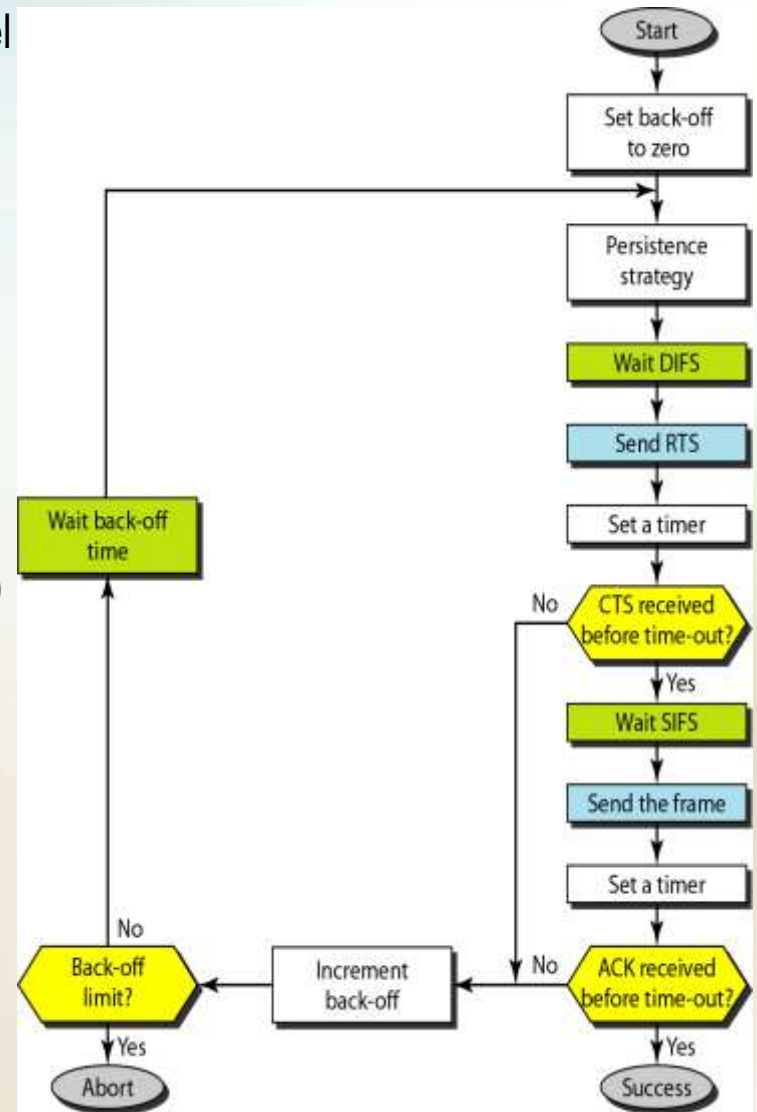 el
Start
Set back-off
to zero
Persistence
strategy
Wait DIFS
Send RTS
Wait back-off
time
Set a timer
)
No
CTS received
before time-out?
Yes
Wait SIFS
Send the frame
Set a timer
No
Back-off
limit?
Increment
back-off
No
ACK received
before time-out?
Yes
Abort
Yes
Success